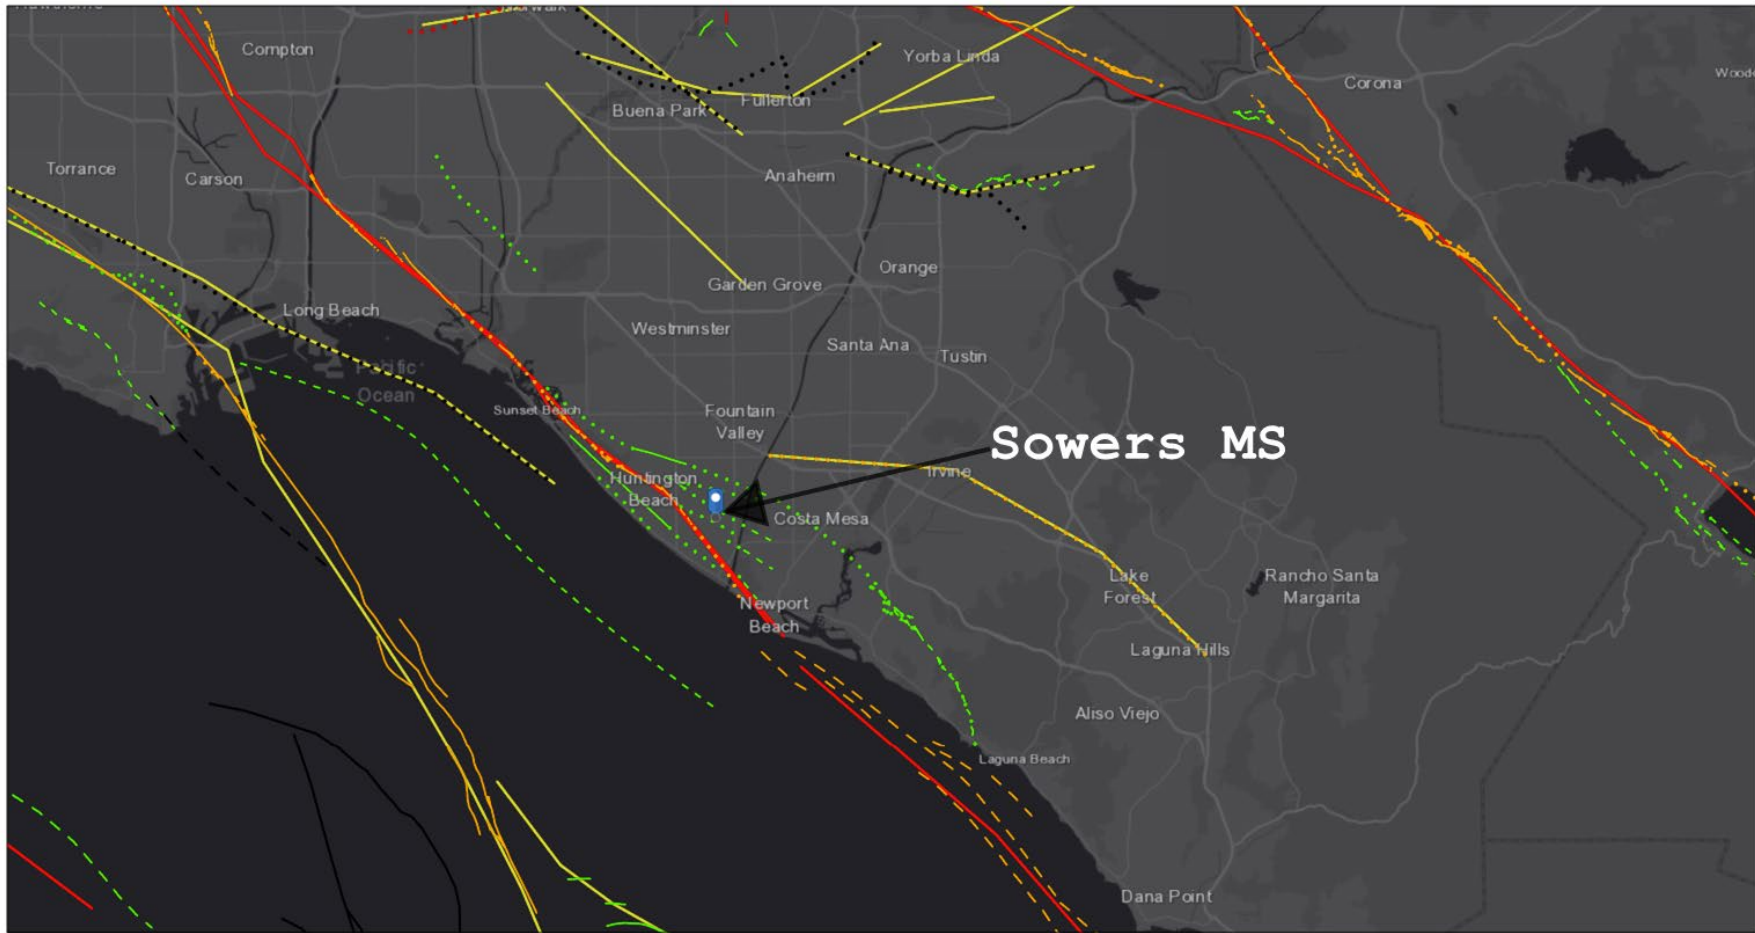 Compton
Yorba Linda
Corona
Buena Park
Fullerton
Torrance
Carson
Anaheim
Orange
Garden Grove
Long Beach
Westminster
Santa Ana
Tustin
Pacific
Ocean
Sunset Beach
Fountain
Valley
Sowers MS
Irvine
Huntington
Beach
Costa Mesa
Lake
Forest
Rancho Santa
Margarita
Newport
Beach
Laguna Hills
Aliso Viejo
Laguna Beach
Dana Point